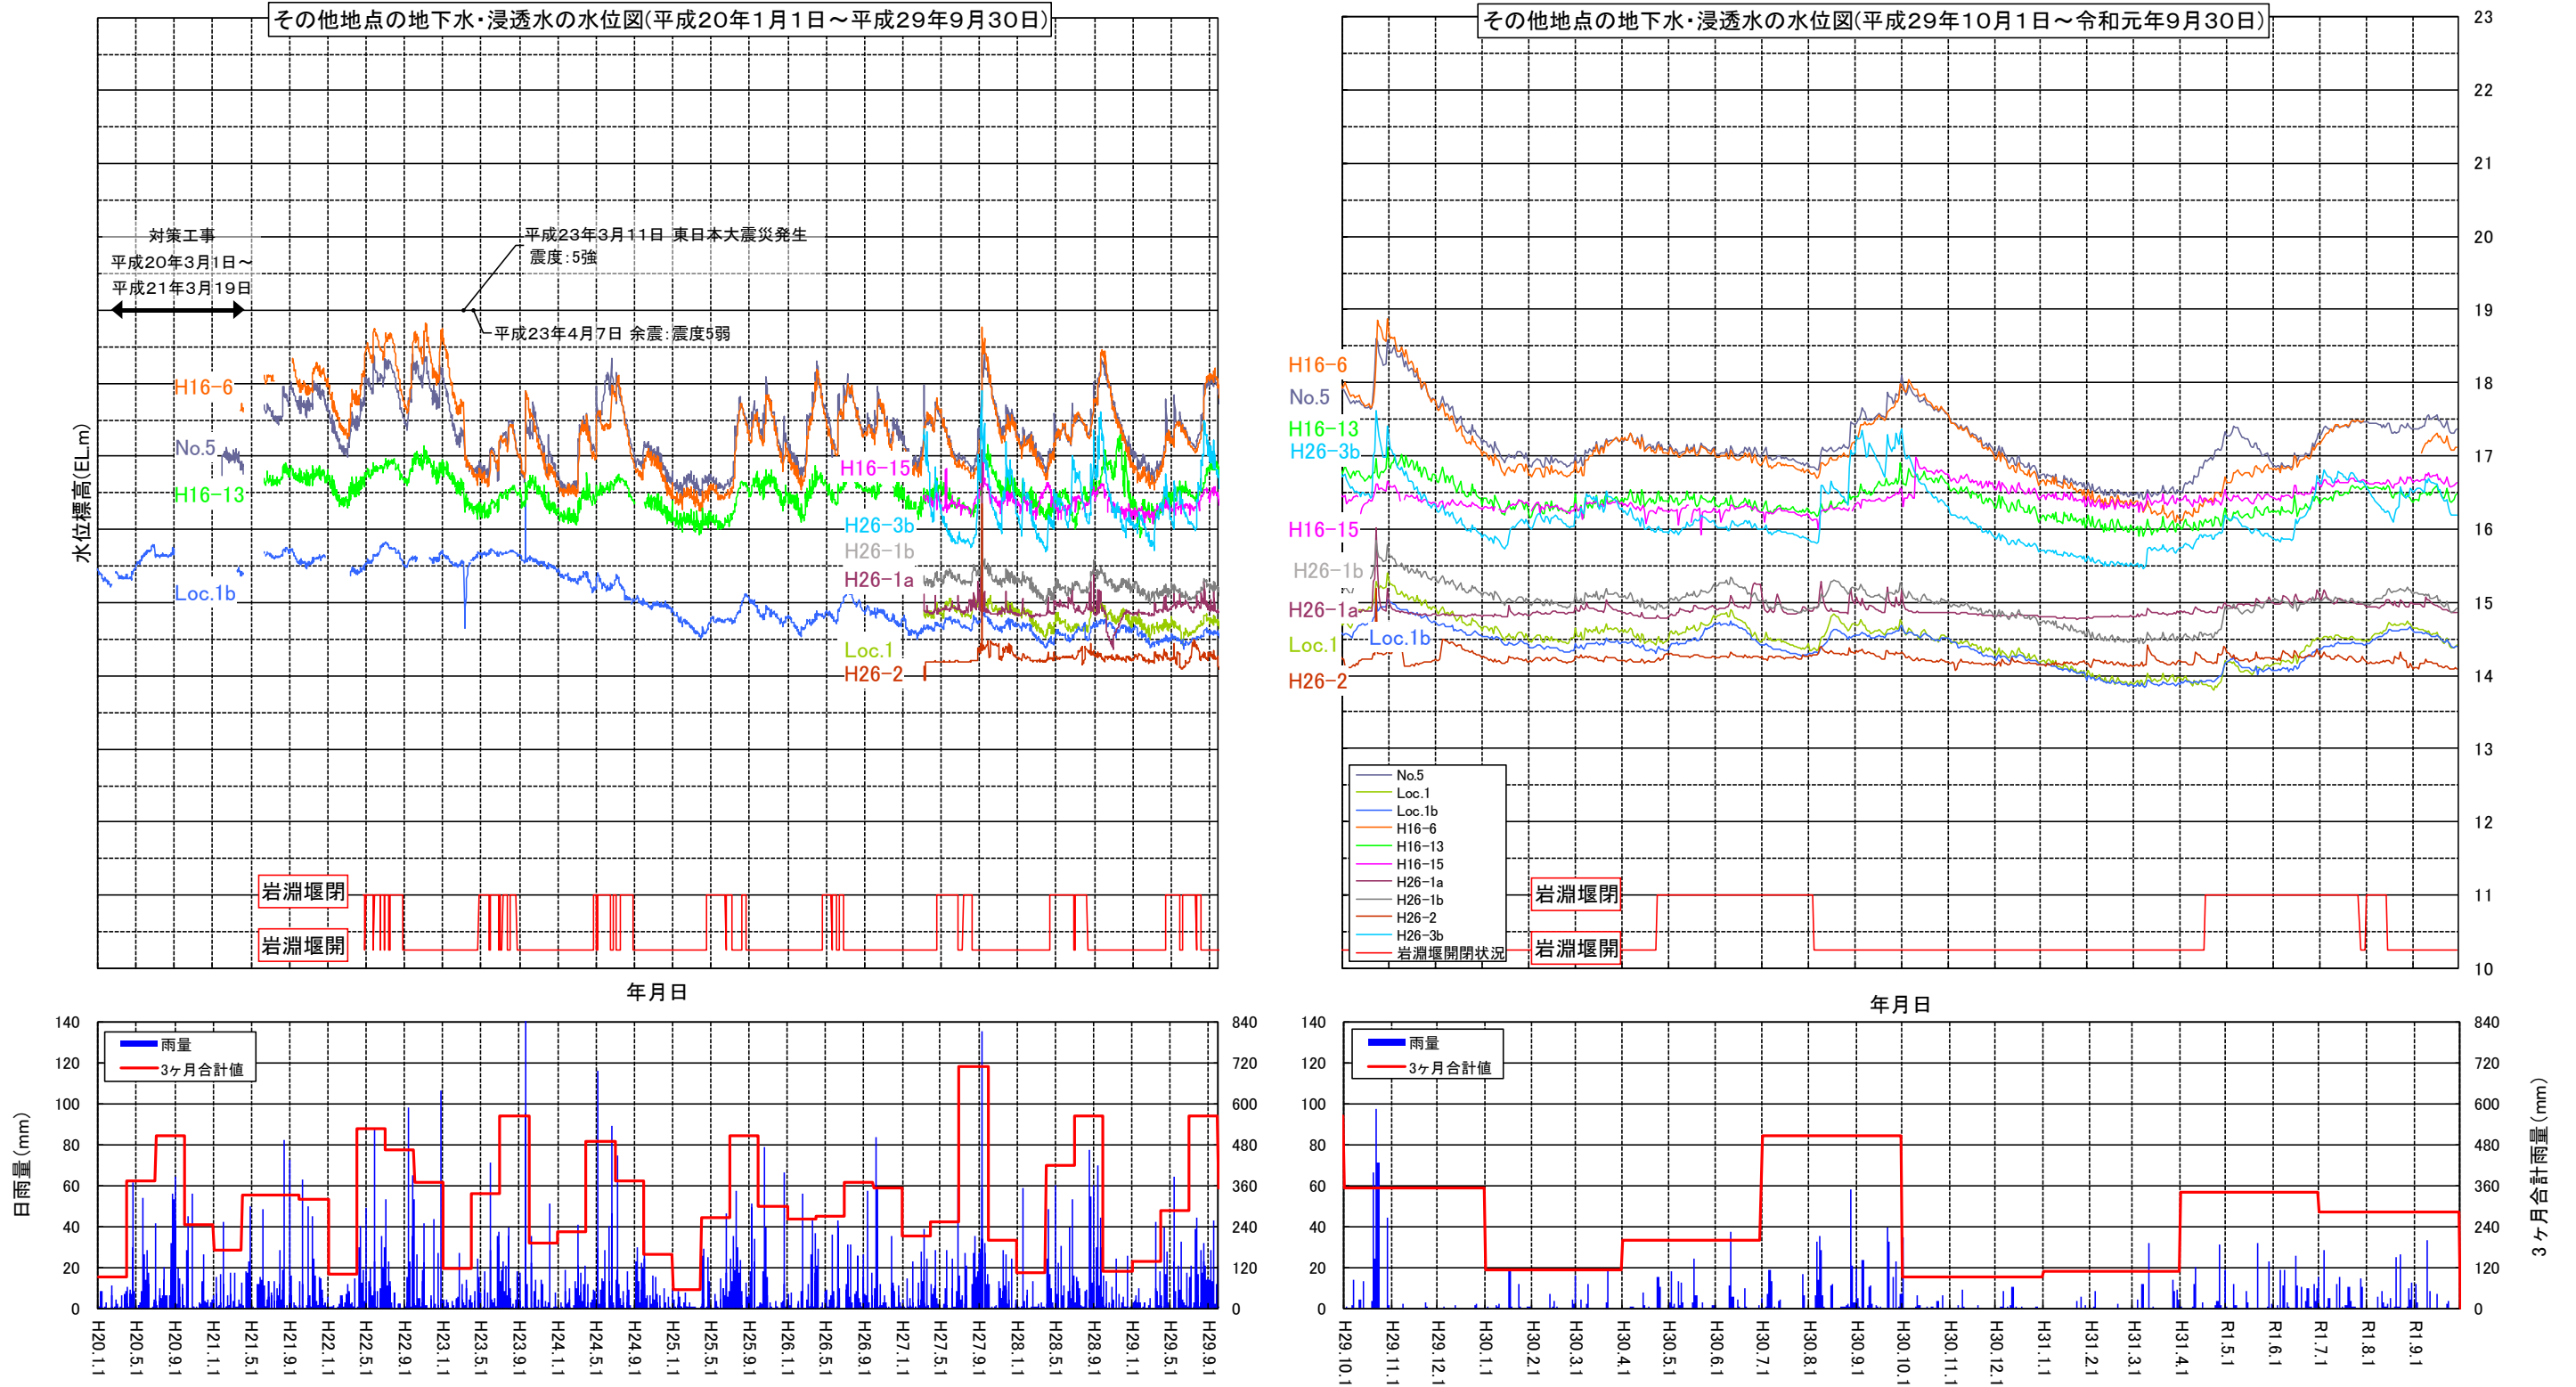 その他地点の地下水・浸透水の水位図(平成20年1月1日～平成29年9月30日)
対策工事
平成20年3月1日～
平成21年3月19日
平成23年3月11日 東日本大震災発生
震度：5強
平成23年4月7日 余震：震度5弱
水位標高(ELm)
H16-6
No.5
H16-13
Loc.1b
H16-15
H26-3b
H26-1b
H26-1a
Loc.1
H26-2
岩淵堰閉
岩淵堰開
年月日
その他地点の地下水・浸透水の水位図(平成29年10月1日～令和元年9月30日)
23
22
21
20
19
18
17
16
15
14
13
12
11
10
H16-6
No.5
H16-13
H26-3b
H16-15
H26-1b
H26-1a
Loc.1b
Loc.1
H26-2
No.5
Loc.1
Loc.1b
H16-6
H16-13
H16-15
H26-1a
H26-1b
H26-2
H26-3b
岩淵堰開閉状況
岩淵堰閉
岩淵堰開
年月日
日雨量(mm)
140
120
100
80
60
40
20
0
雨量
3ヶ月合計値
840
720
600
480
360
240
120
0
H20.1.1
H20.5.1
H20.9.1
H21.1.1
H21.5.1
H21.9.1
H22.1.1
H22.5.1
H22.9.1
H23.1.1
H23.5.1
H23.9.1
H24.1.1
H24.5.1
H24.9.1
H25.1.1
H25.5.1
H25.9.1
H26.1.1
H26.5.1
H26.9.1
H27.1.1
H27.5.1
H27.9.1
H28.1.1
H28.5.1
H28.9.1
H29.1.1
H29.5.1
H29.9.1
140
120
100
80
60
40
20
0
雨量
3ヶ月合計値
840
720
600
480
360
240
120
0
3ヶ月合計雨量(mm)
H29.10.1
H29.11.1
H29.12.1
H30.1.1
H30.2.1
H30.3.1
H30.4.1
H30.5.1
H30.6.1
H30.7.1
H30.8.1
H30.9.1
H30.10.1
H30.11.1
H30.12.1
H31.1.1
H31.2.1
H31.3.1
H31.4.1
R1.5.1
R1.6.1
R1.7.1
R1.8.1
R1.9.1